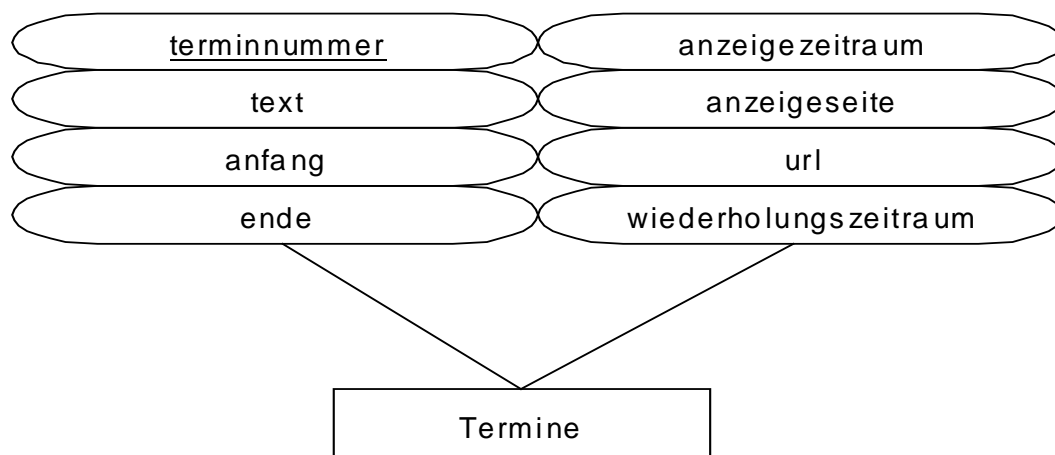 terminnummer
text
anfang
ende
anzeigezeitraum
anzeigeseite
url
wiederholungszeitraum
Termine